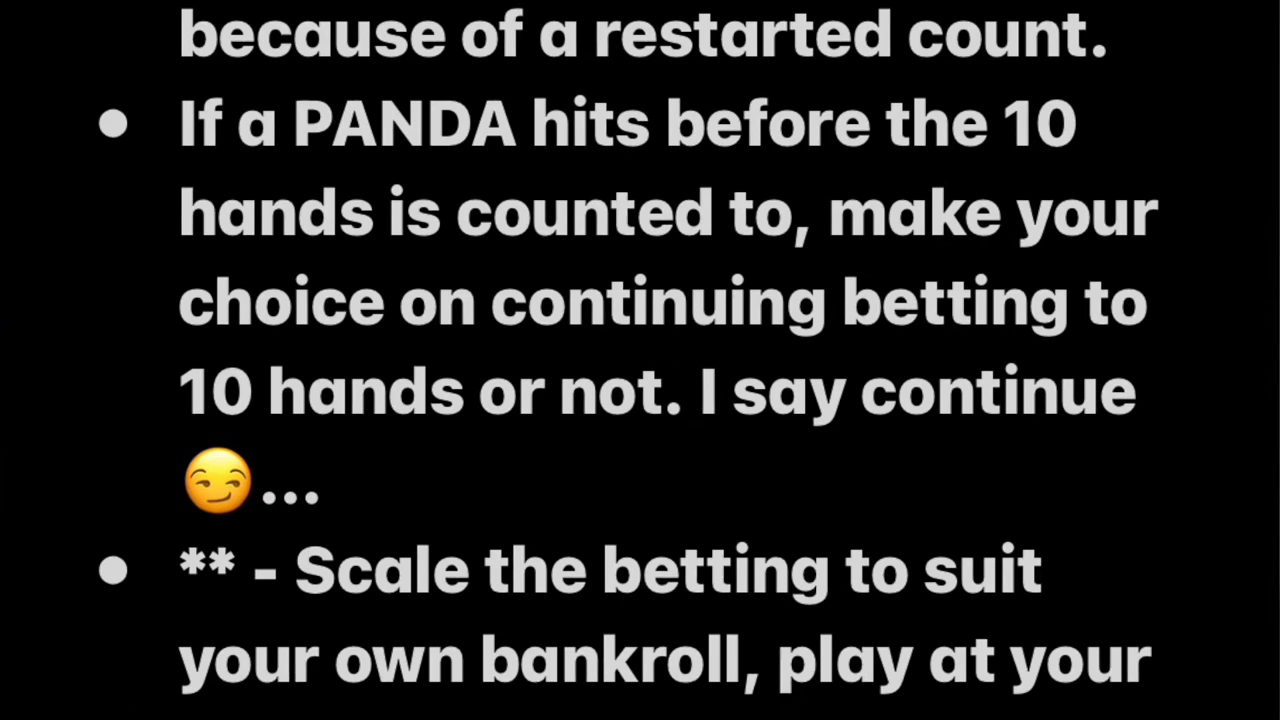 because of a restarted count.
● If a PANDA hits before the 10
hands is counted to, make your
choice on continuing betting to
10 hands or not. I say continue
😏...
● ** - Scale the betting to suit
your own bankroll, play at your